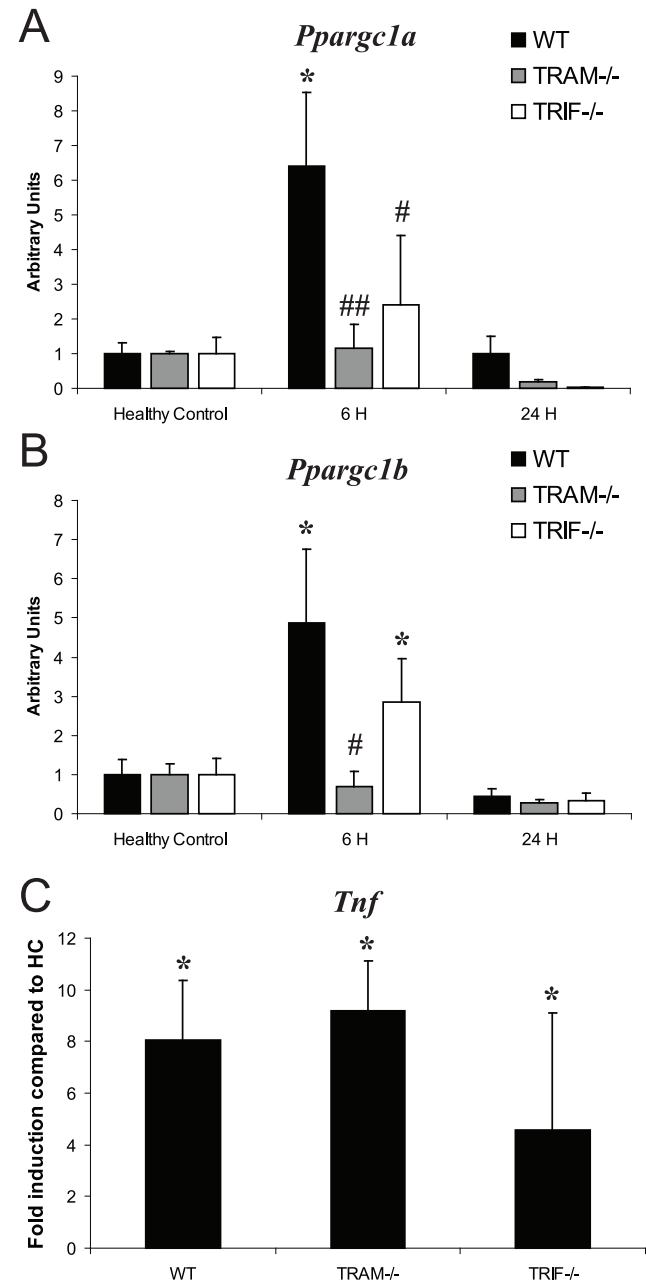 A
Ppargc1a
WT
TRAM-/-
TRIF-/-
Arbitrary Units
9
8
7
6
5
4
3
2
1
0
*
##
#
Healthy Control
6 H
24 H
B
Ppargc1b
WT
TRAM-/-
TRIF-/-
Arbitrary Units
8
7
6
5
4
3
2
1
0
*
#
*
Healthy Control
6 H
24 H
C
Tnf
Fold induction compared to HC
12
10
8
6
4
2
0
*
*
*
WT
TRAM-/-
TRIF-/-